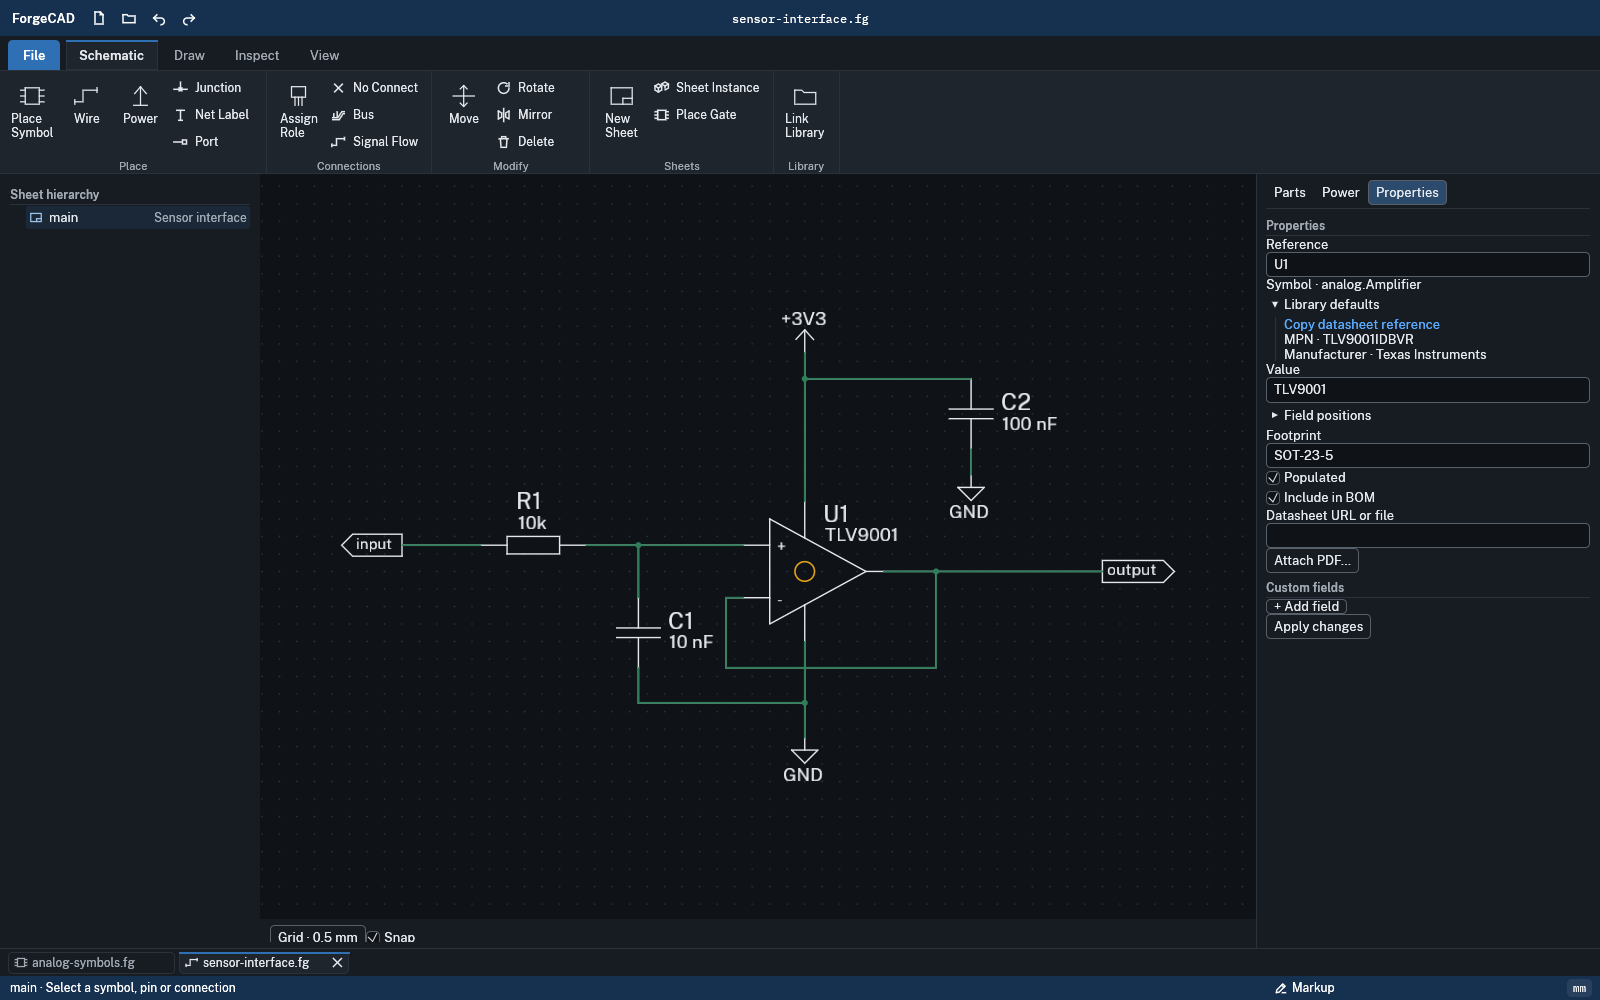 ForgeCAD
sensor-interface.fg
File
Schematic
Draw
Inspect
View
Place Symbol
Wire
Power
Junction
Net Label
Port
Place
Assign Role
No Connect
Bus
Signal Flow
Connections
Move
Rotate
Mirror
Delete
Modify
New Sheet
Sheet Instance
Place Gate
Sheets
Link Library
Library
Sheet hierarchy
main
Sensor interface
+3V3
C2
100 nF
GND
R1
10k
input
U1
TLV9001
+
-
output
C1
10 nF
GND
Grid · 0.5 mm
Snap
Parts
Power
Properties
Properties
Reference
U1
Symbol · analog.Amplifier
Library defaults
Copy datasheet reference
MPN · TLV9001IDBVR
Manufacturer · Texas Instruments
Value
TLV9001
Field positions
Footprint
SOT-23-5
Populated
Include in BOM
Datasheet URL or file
Attach PDF...
Custom fields
+ Add field
Apply changes
analog-symbols.fg
sensor-interface.fg
main · Select a symbol, pin or connection
Markup
mm